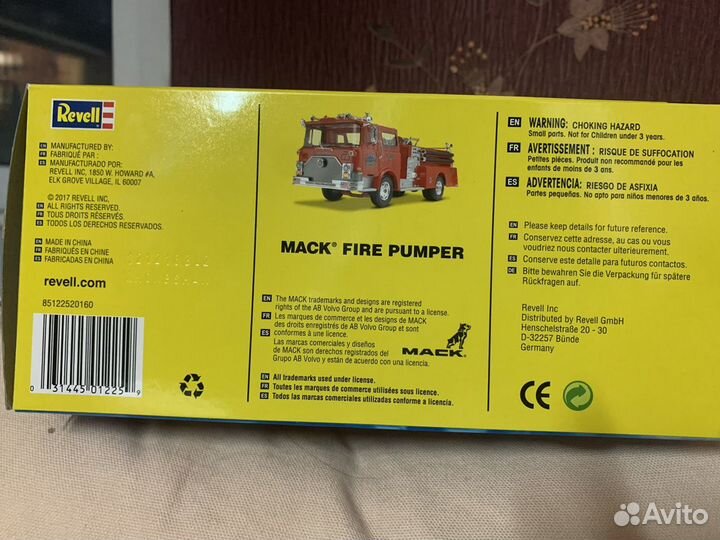 Revell
EN MANUFACTURED BY:
FR FABRIQUÉ PAR :
ES MANUFACTURADO POR:
REVELL INC, 1850 W. HOWARD #A,
ELK GROVE VILLAGE, IL 60007
© 2017 REVELL INC.
EN ALL RIGHTS RESERVED.
FR TOUS DROITS RÉSERVÉS.
ES TODOS LOS DERECHOS RESERVADOS.
EN MADE IN CHINA
FR FABRIQUÉS EN CHINE
ES FABRICADAS EN CHINA
revell.com
85122520160
0 31445 01225 9
MACK® FIRE PUMPER
EN The MACK trademarks and designs are registered
rights of the AB Volvo Group and are pursuant to a license.
FR Les marques de commerce et les designs de MACK
sont des droits enregistrés de AB Volvo Group et sont
ES conformes à une licence.
Las marcas comerciales y diseños
de MACK son derechos registrados del
Grupo AB Volvo y están de acuerdo con una licencia.
MACK
EN All trademarks used under license.
FR Toutes les marques de commerce utilisées sous licence.
ES Todas las marcas comerciales utilizadas conforme a licencia.
EN WARNING: CHOKING HAZARD
Small parts. Not for Children under 3 years.
FR AVERTISSEMENT : RISQUE DE SUFFOCATION
Petites pièces. Produit non recommandé pour les
enfants de moins de 3 ans.
ES ADVERTENCIA: RIESGO DE ASFIXIA
Partes pequeñas. No apto para niños menores de 3 años.
EN Please keep details for future reference.
FR Conservez cette adresse, au cas où vous
voudriez nous contacter ulterieurement.
ES Conserve este detalle para futuros contactos.
DE Bitte bewahren Sie die Verpackung für spätere
Rückfragen auf.
Revell Inc
Distributed by Revell GmbH
Henschelstraße 20 - 30
D-32257 Bünde
Germany
CE
Avito